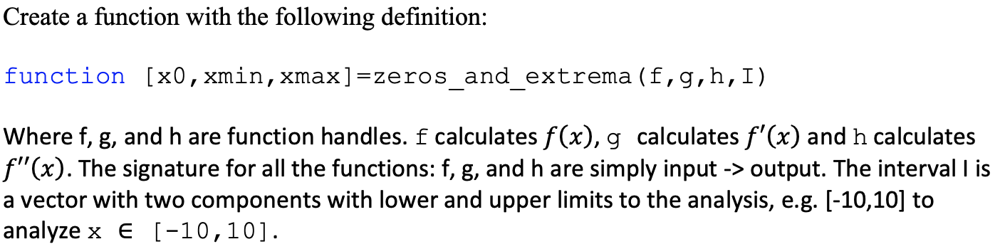 Create a function with the following definition:
function [x0,xmin,xmax]=zeros_and_extrema(f,g,h,I)
Where f, g, and h are function handles. f calculates f(x), g calculates f′(x) and h calculates
f″(x). The signature for all the functions: f, g, and h are simply input -> output. The interval I is
a vector with two components with lower and upper limits to the analysis, e.g. [-10,10] to
analyze x ∈ [-10,10].